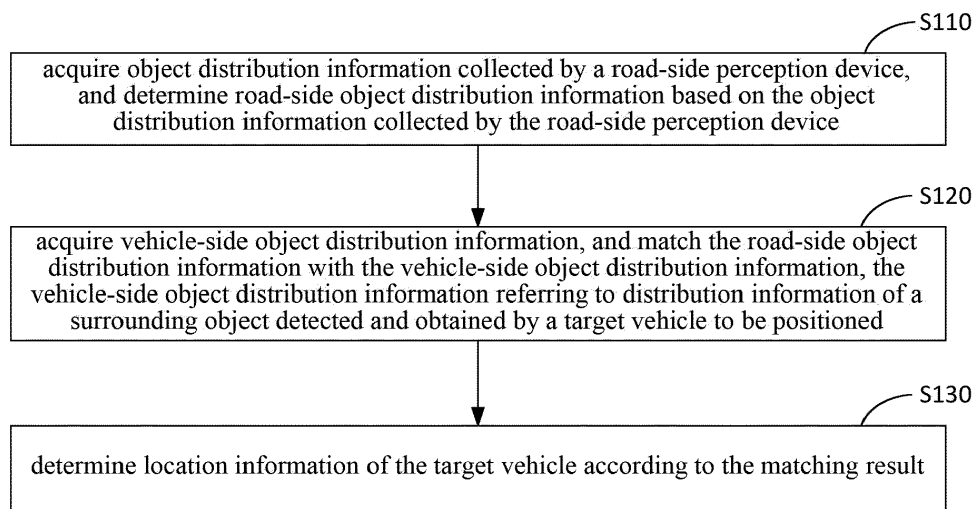 S110
acquire object distribution information collected by a road-side perception device,
and determine road-side object distribution information based on the object
distribution information collected by the road-side perception device
S120
acquire vehicle-side object distribution information, and match the road-side object
distribution information with the vehicle-side object distribution information, the
vehicle-side object distribution information referring to distribution information of a
surrounding object detected and obtained by a target vehicle to be positioned
S130
determine location information of the target vehicle according to the matching result